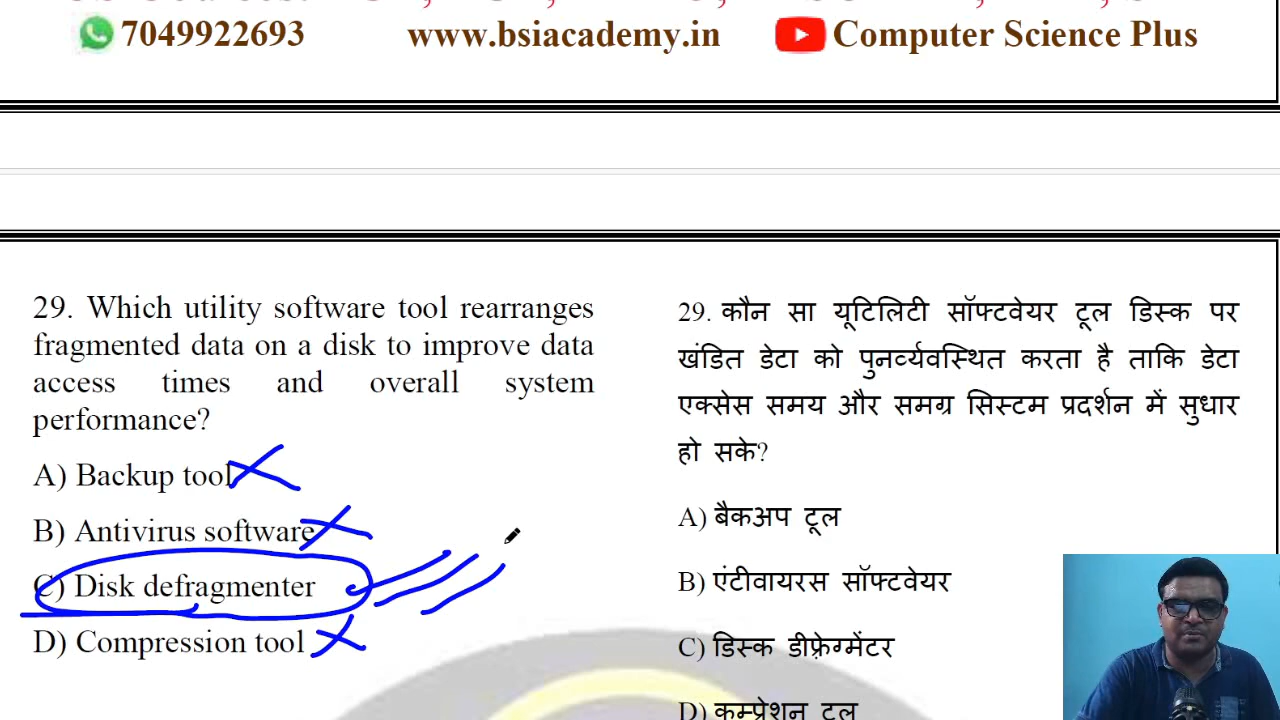 7049922693 www.bsiacademy.in Computer Science Plus
29. Which utility software tool rearranges
fragmented data on a disk to improve data
access times and overall system
performance?
A) Backup tool
B) Antivirus software
C) Disk defragmenter
D) Compression tool
29. कौन सा यूटिलिटी सॉफ्टवेयर टूल डिस्क पर
खंडित डेटा को पुनर्व्यवस्थित करता है ताकि डेटा
एक्सेस समय और समग्र सिस्टम प्रदर्शन में सुधार
हो सके?
A) बैकअप टूल
B) एंटीवायरस सॉफ्टवेयर
C) डिस्क डीफ़्रेग्मेंटर
D) कम्प्रेशन टूल